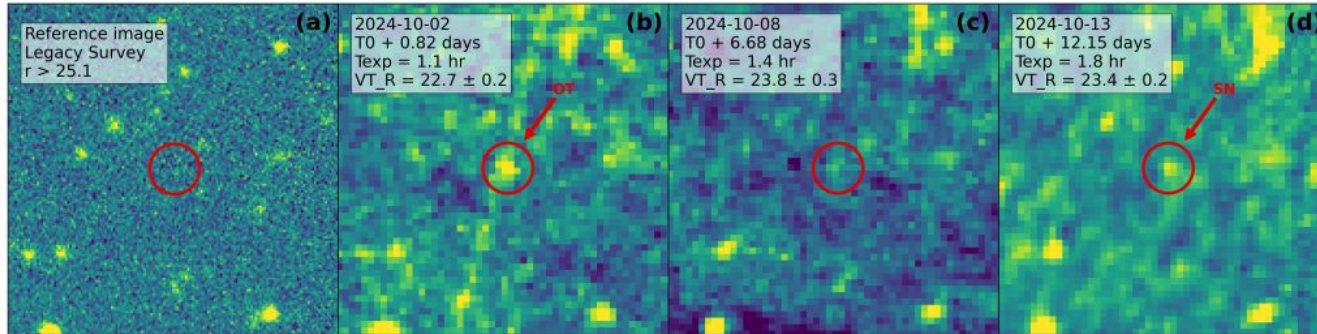 (a)
Reference image
Legacy Survey
r > 25.1
(b)
2024-10-02
T0 + 0.82 days
Texp = 1.1 hr
VT_R = 22.7 ± 0.2
OT
(c)
2024-10-08
T0 + 6.68 days
Texp = 1.4 hr
VT_R = 23.8 ± 0.3
(d)
2024-10-13
T0 + 12.15 days
Texp = 1.8 hr
VT_R = 23.4 ± 0.2
SN